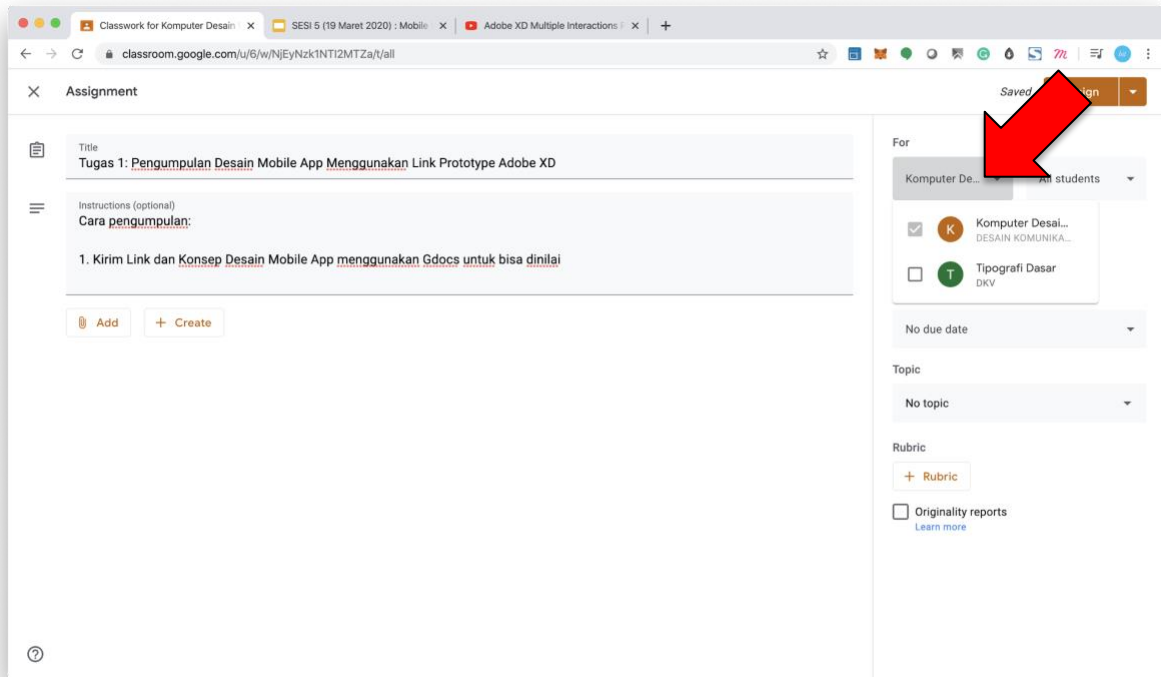 Classwork for Komputer Desain
SESI 5 (19 Maret 2020) : Mobile
Adobe XD Multiple Interactions
classroom.google.com/u/6/w/NjEyNzk1NTI2MTZa/t/all
Assignment
Saved
Title
Tugas 1: Pengumpulan Desain Mobile App Menggunakan Link Prototype Adobe XD
Instructions (optional)
Cara pengumpulan:
1. Kirim Link dan Konsep Desain Mobile App menggunakan Gdocs untuk bisa dinilai
Add
+ Create
For
Komputer De...
All students
K
Komputer Desai...
DESAIN KOMUNIKA...
T
Tipografi Dasar
DKV
No due date
Topic
No topic
Rubric
+ Rubric
Originality reports
Learn more